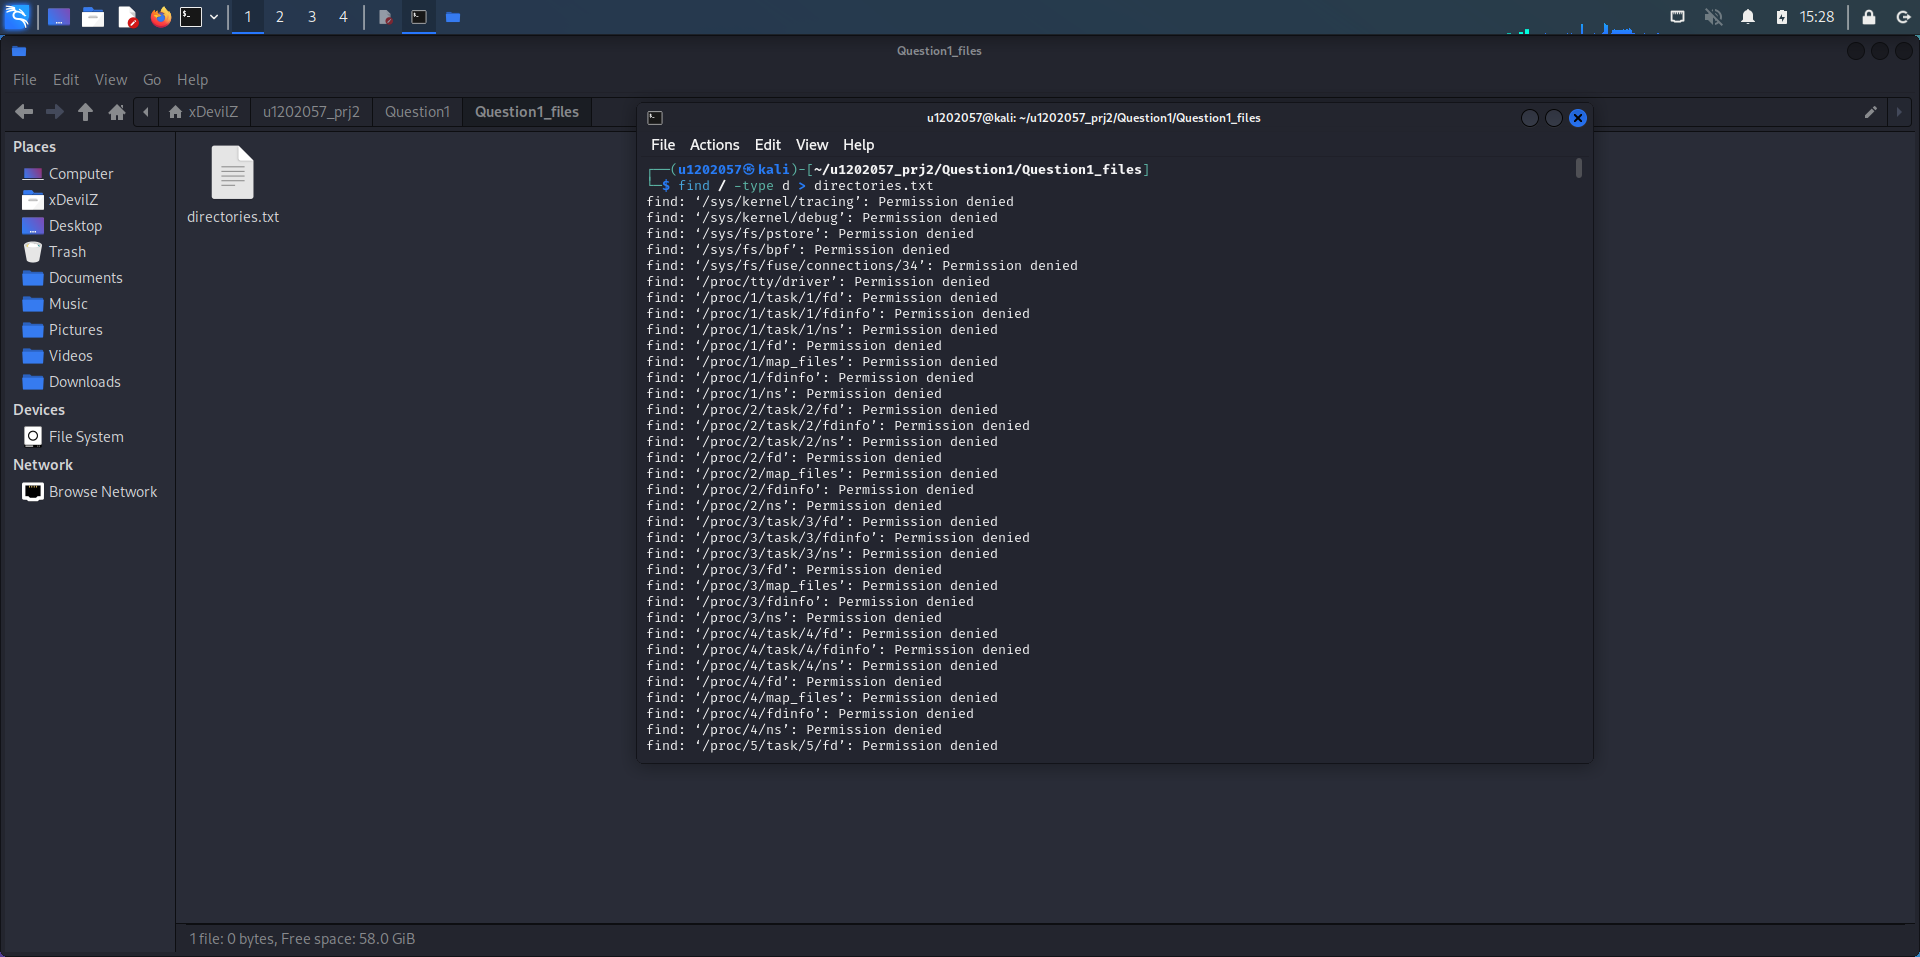 1 2 3 4 15:28
Question1_files
File Edit View Go Help
xDevilZ u1202057_prj2 Question1 Question1_files
Places
Computer
xDevilZ
Desktop
Trash
Documents
Music
Pictures
Videos
Downloads
Devices
File System
Network
Browse Network
directories.txt
1 file: 0 bytes, Free space: 58.0 GiB
u1202057@kali: ~/u1202057_prj2/Question1/Question1_files
File Actions Edit View Help
┌──(u1202057㉿kali)-[~/u1202057_prj2/Question1/Question1_files]
└─$ find / -type d > directories.txt
find: ‘/sys/kernel/tracing’: Permission denied
find: ‘/sys/kernel/debug’: Permission denied
find: ‘/sys/fs/pstore’: Permission denied
find: ‘/sys/fs/bpf’: Permission denied
find: ‘/sys/fs/fuse/connections/34’: Permission denied
find: ‘/proc/tty/driver’: Permission denied
find: ‘/proc/1/task/1/fd’: Permission denied
find: ‘/proc/1/task/1/fdinfo’: Permission denied
find: ‘/proc/1/task/1/ns’: Permission denied
find: ‘/proc/1/fd’: Permission denied
find: ‘/proc/1/map_files’: Permission denied
find: ‘/proc/1/fdinfo’: Permission denied
find: ‘/proc/1/ns’: Permission denied
find: ‘/proc/2/task/2/fd’: Permission denied
find: ‘/proc/2/task/2/fdinfo’: Permission denied
find: ‘/proc/2/task/2/ns’: Permission denied
find: ‘/proc/2/fd’: Permission denied
find: ‘/proc/2/map_files’: Permission denied
find: ‘/proc/2/fdinfo’: Permission denied
find: ‘/proc/2/ns’: Permission denied
find: ‘/proc/3/task/3/fd’: Permission denied
find: ‘/proc/3/task/3/fdinfo’: Permission denied
find: ‘/proc/3/task/3/ns’: Permission denied
find: ‘/proc/3/fd’: Permission denied
find: ‘/proc/3/map_files’: Permission denied
find: ‘/proc/3/fdinfo’: Permission denied
find: ‘/proc/3/ns’: Permission denied
find: ‘/proc/4/task/4/fd’: Permission denied
find: ‘/proc/4/task/4/fdinfo’: Permission denied
find: ‘/proc/4/task/4/ns’: Permission denied
find: ‘/proc/4/fd’: Permission denied
find: ‘/proc/4/map_files’: Permission denied
find: ‘/proc/4/fdinfo’: Permission denied
find: ‘/proc/4/ns’: Permission denied
find: ‘/proc/5/task/5/fd’: Permission denied